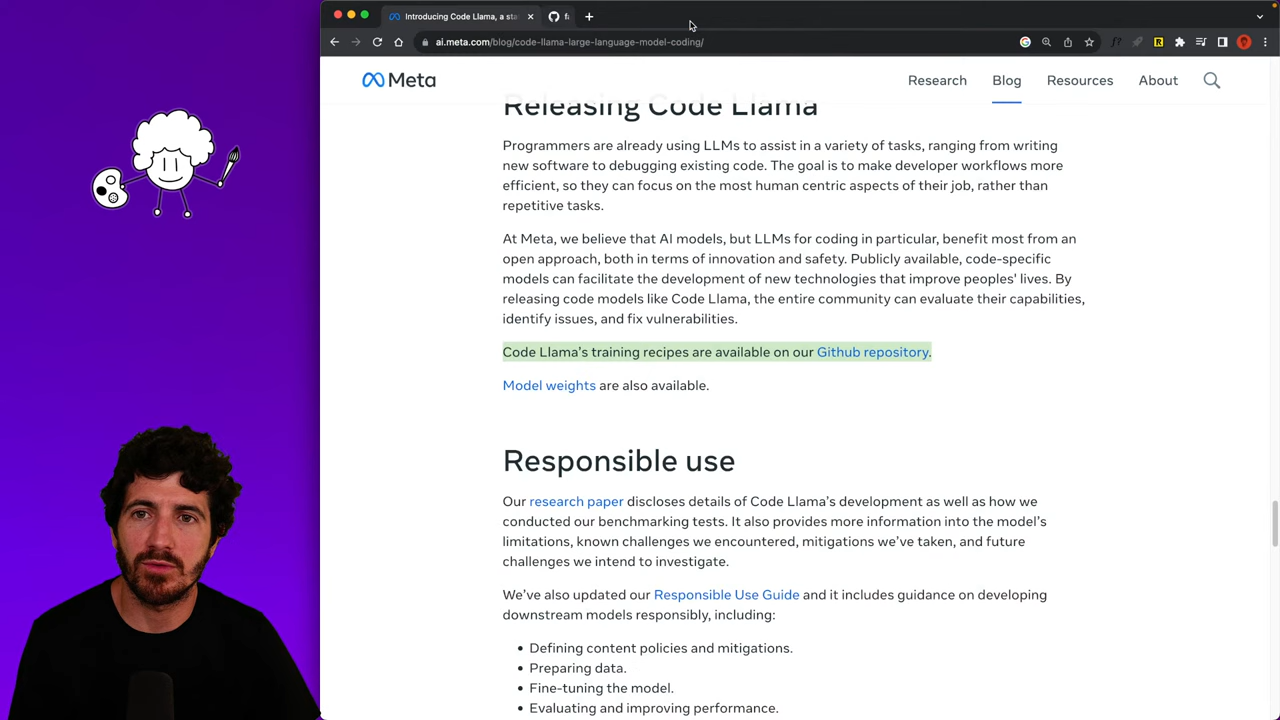 Introducing Code Llama, a sta
ai.meta.com/blog/code-llama-large-language-model-coding/
Meta
Research
Blog
Resources
About
Releasing Code Llama
Programmers are already using LLMs to assist in a variety of tasks, ranging from writing
new software to debugging existing code. The goal is to make developer workflows more
efficient, so they can focus on the most human centric aspects of their job, rather than
repetitive tasks.
At Meta, we believe that AI models, but LLMs for coding in particular, benefit most from an
open approach, both in terms of innovation and safety. Publicly available, code-specific
models can facilitate the development of new technologies that improve peoples' lives. By
releasing code models like Code Llama, the entire community can evaluate their capabilities,
identify issues, and fix vulnerabilities.
Code Llama's training recipes are available on our Github repository.
Model weights are also available.
Responsible use
Our research paper discloses details of Code Llama's development as well as how we
conducted our benchmarking tests. It also provides more information into the model's
limitations, known challenges we encountered, mitigations we've taken, and future
challenges we intend to investigate.
We've also updated our Responsible Use Guide and it includes guidance on developing
downstream models responsibly, including:
• Defining content policies and mitigations.
• Preparing data.
• Fine-tuning the model.
• Evaluating and improving performance.